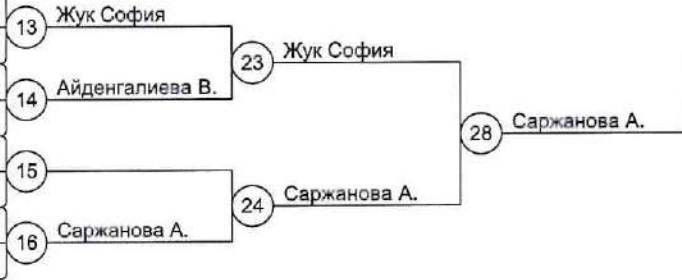 13 Жук София
23 Жук София
14 Айденгалиева В.
28 Саржанова А.
15
24 Саржанова А.
16 Саржанова А.